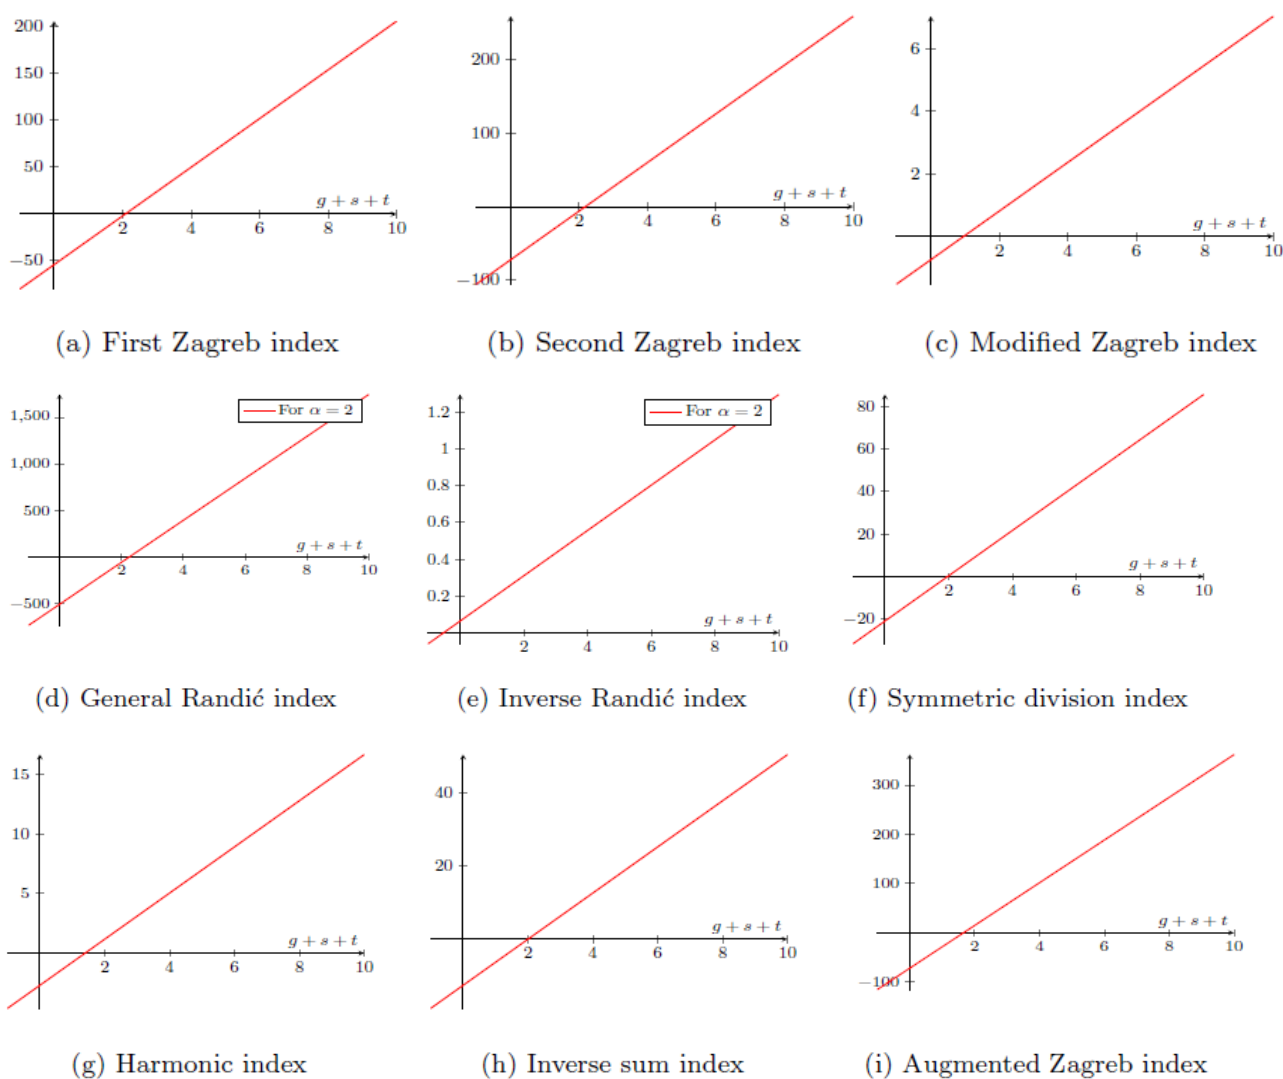 200
150
100
50
−50
g + s + t
2 4 6 8 10
(a) First Zagreb index
200
100
−100
g + s + t
2 4 6 8 10
(b) Second Zagreb index
6
4
2
g + s + t
2 4 6 8 10
(c) Modified Zagreb index
For α = 2
1,500
1,000
500
−500
g + s + t
2 4 6 8 10
(d) General Randić index
For α = 2
1.2
1
0.8
0.6
0.4
0.2
g + s + t
2 4 6 8 10
(e) Inverse Randić index
80
60
40
20
−20
g + s + t
2 4 6 8 10
(f) Symmetric division index
15
10
5
g + s + t
2 4 6 8 10
(g) Harmonic index
40
20
g + s + t
2 4 6 8 10
(h) Inverse sum index
300
200
100
−100
g + s + t
2 4 6 8 10
(i) Augmented Zagreb index